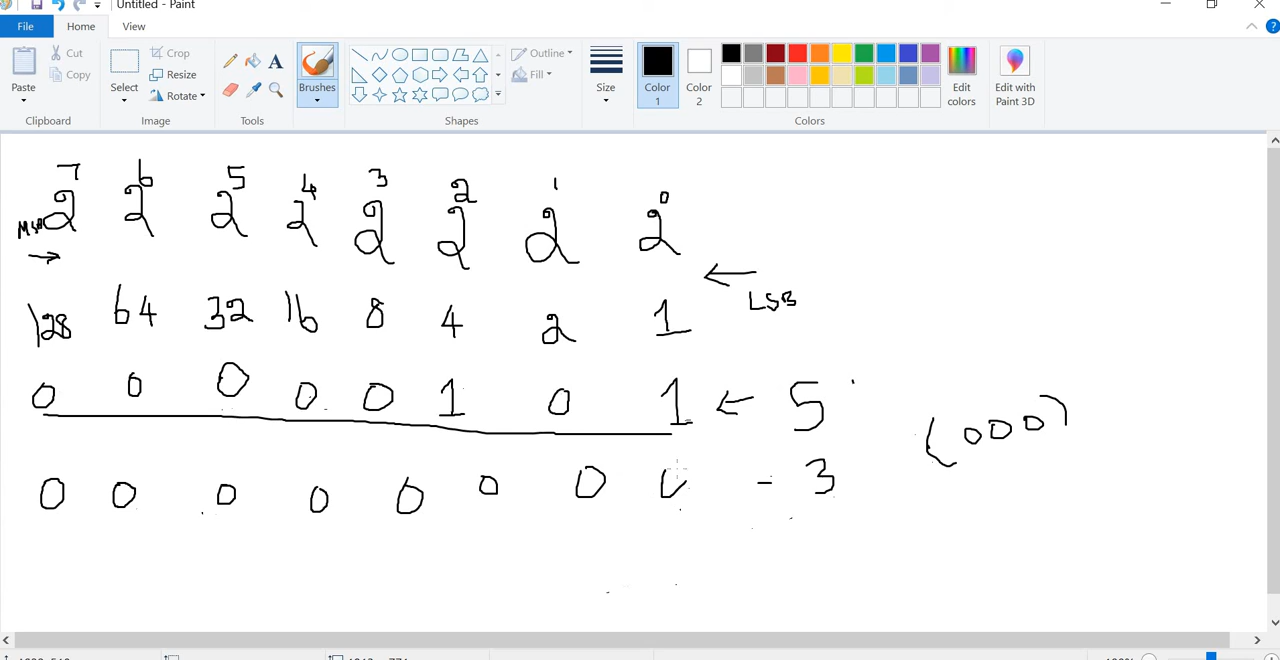 Untitled - Paint
File Home View
Cut Crop Outline
Paste Copy Select Resize Brushes Fill Size Color 1 Color 2 Edit colors Edit with Paint 3D
Rotate
Clipboard Image Tools Shapes Colors
7 6 5 4 3 2 1 0
MSB 2 2 2 2 2 2 2 2
→ ← LSB
128 64 32 16 8 4 2 1
0 0 0 0 0 1 0 1 ← 5
(000)
0 0 0 0 0 0 0 0 - 3